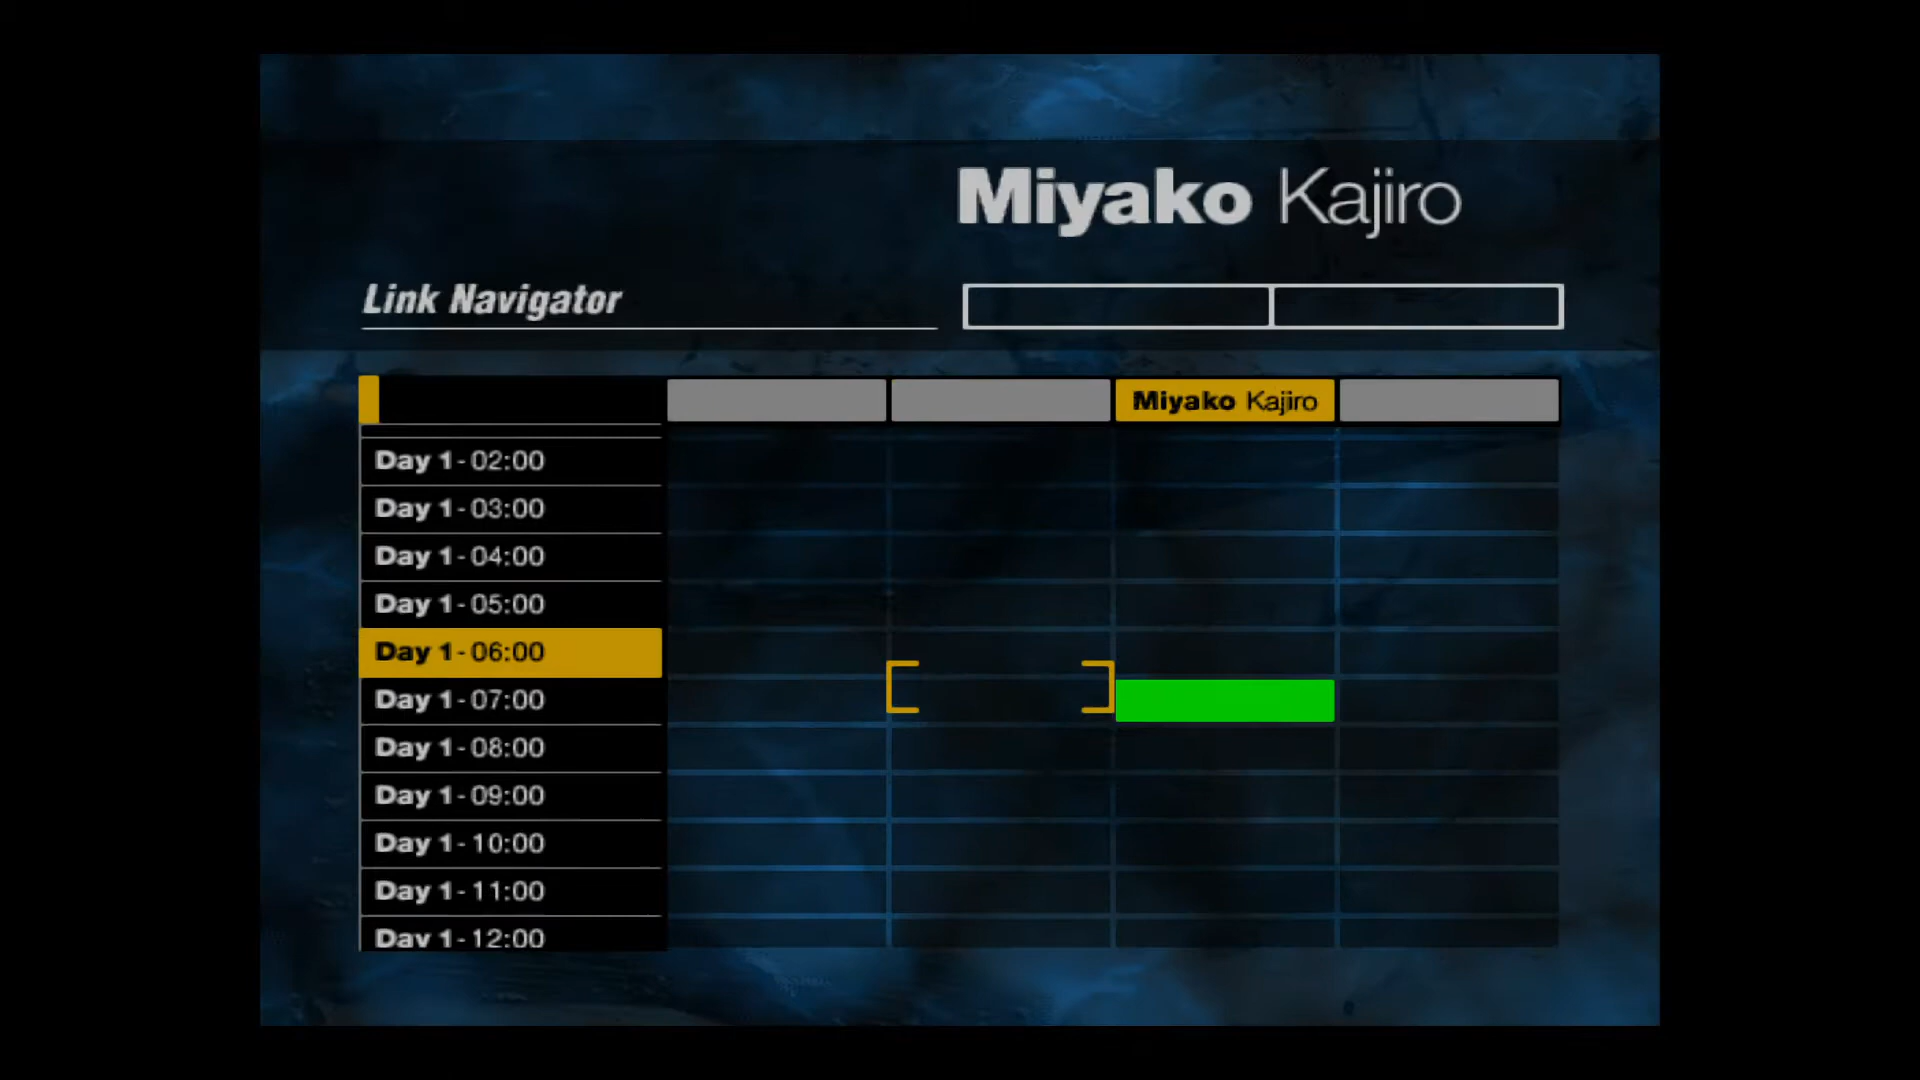 Miyako Kajiro
Link Navigator
Miyako Kajiro
Day 1 - 02:00
Day 1 - 03:00
Day 1 - 04:00
Day 1 - 05:00
Day 1 - 06:00
Day 1 - 07:00
Day 1 - 08:00
Day 1 - 09:00
Day 1 - 10:00
Day 1 - 11:00
Day 1 - 12:00